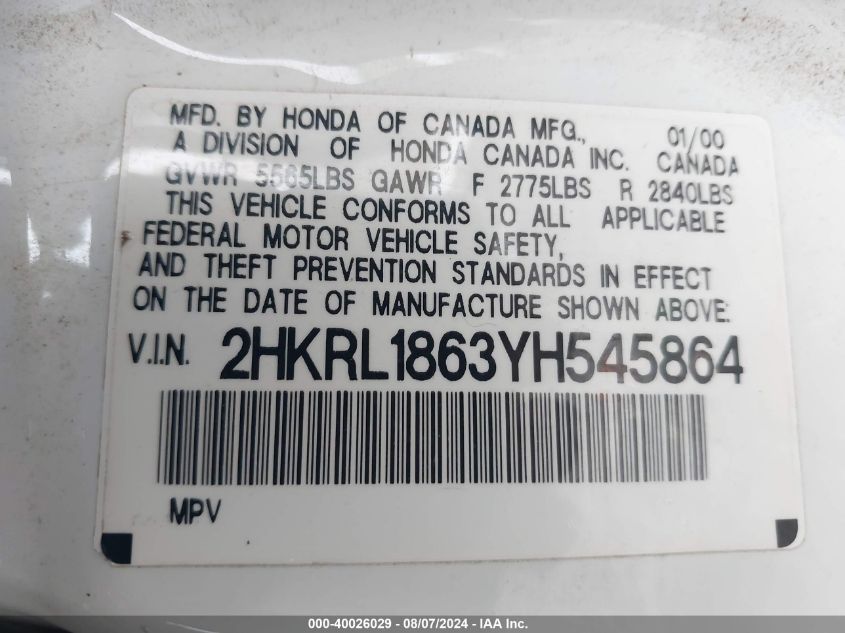 MFD. BY HONDA OF CANADA MFG., 01/00
A DIVISION OF HONDA CANADA INC. CANADA
GVWR 5565LBS GAWR F 2775LBS R 2840LBS
THIS VEHICLE CONFORMS TO ALL APPLICABLE
FEDERAL MOTOR VEHICLE SAFETY,
AND THEFT PREVENTION STANDARDS IN EFFECT
ON THE DATE OF MANUFACTURE SHOWN ABOVE:
V.I.N. 2HKRL1863YH545864
MPV
000-40026029 - 08/07/2024 - IAA Inc.